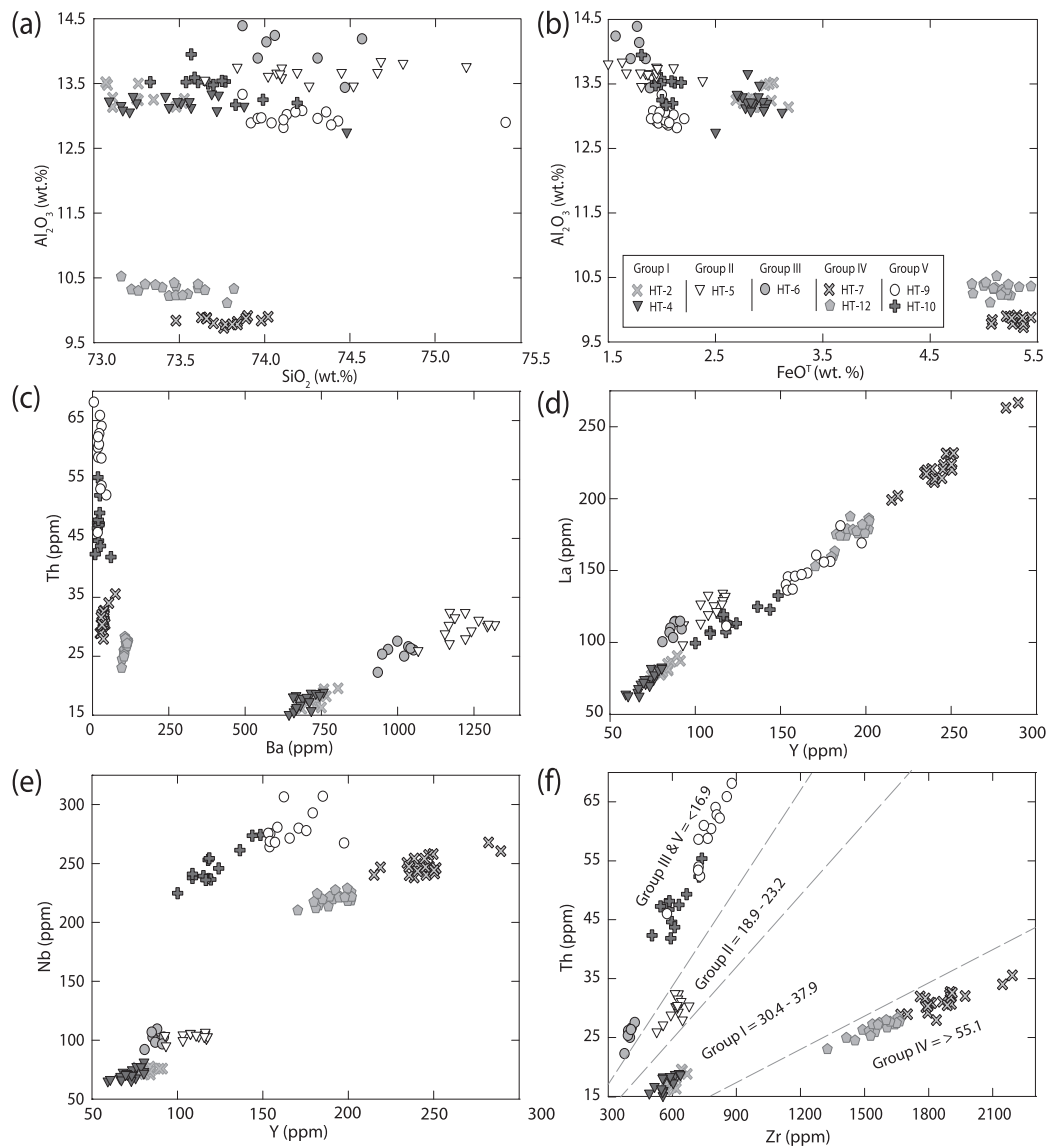 (a)
14.5
13.5
12.5
11.5
10.5
9.5
Al₂O₃ (wt.%)
73.0 73.5 74.0 74.5 75.0 75.5
SiO₂ (wt.%)
(b)
14.5
13.5
12.5
11.5
10.5
9.5
Al₂O₃ (wt.%)
Group I Group II Group III Group IV Group V
HT-2 HT-5 HT-6 HT-7 HT-9
HT-4 HT-12 HT-10
1.5 2.5 3.5 4.5 5.5
FeOᵀ (wt. %)
(c)
65
55
45
35
25
15
Th (ppm)
0 250 500 750 1000 1250
Ba (ppm)
(d)
250
200
150
100
50
La (ppm)
50 100 150 200 250 300
Y (ppm)
(e)
300
250
200
150
100
50
Nb (ppm)
50 100 150 200 250 300
Y (ppm)
(f)
65
55
45
35
25
15
Th (ppm)
Group III & V = <16.9
Group II = 18.9 - 23.2
Group I = 30.4 - 37.9
Group IV = > 55.1
300 600 900 1200 1500 1800 2100
Zr (ppm)